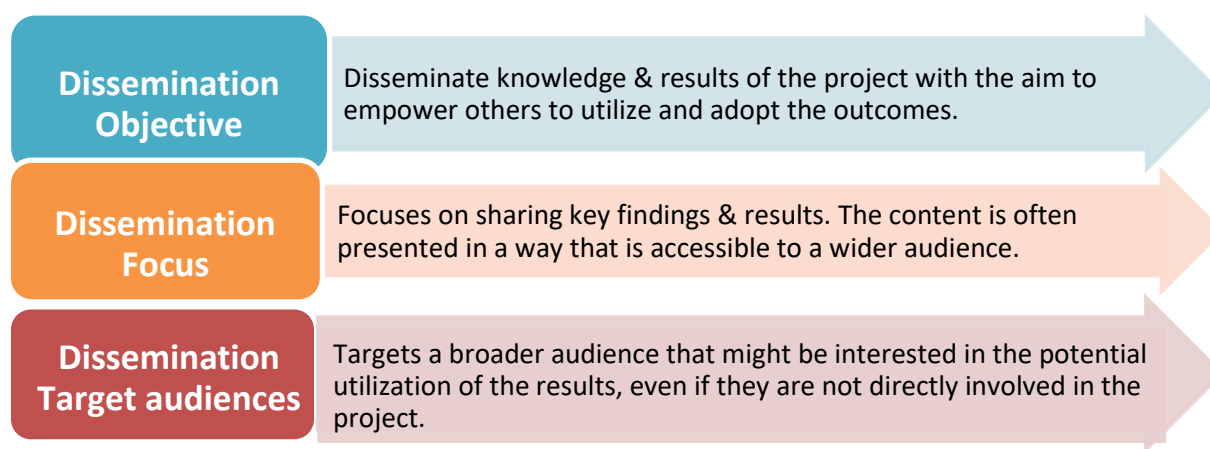 Dissemination
Objective
Disseminate knowledge & results of the project with the aim to
empower others to utilize and adopt the outcomes.
Dissemination
Focus
Focuses on sharing key findings & results. The content is often
presented in a way that is accessible to a wider audience.
Dissemination
Target audiences
Targets a broader audience that might be interested in the potential
utilization of the results, even if they are not directly involved in the
project.